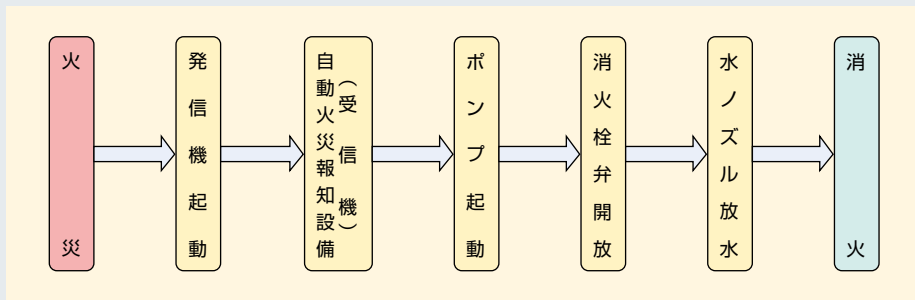 火災
発信機起動
自動火災報知設備
（受信機）
ポンプ起動
消火栓弁開放
水ノズル放水
消火